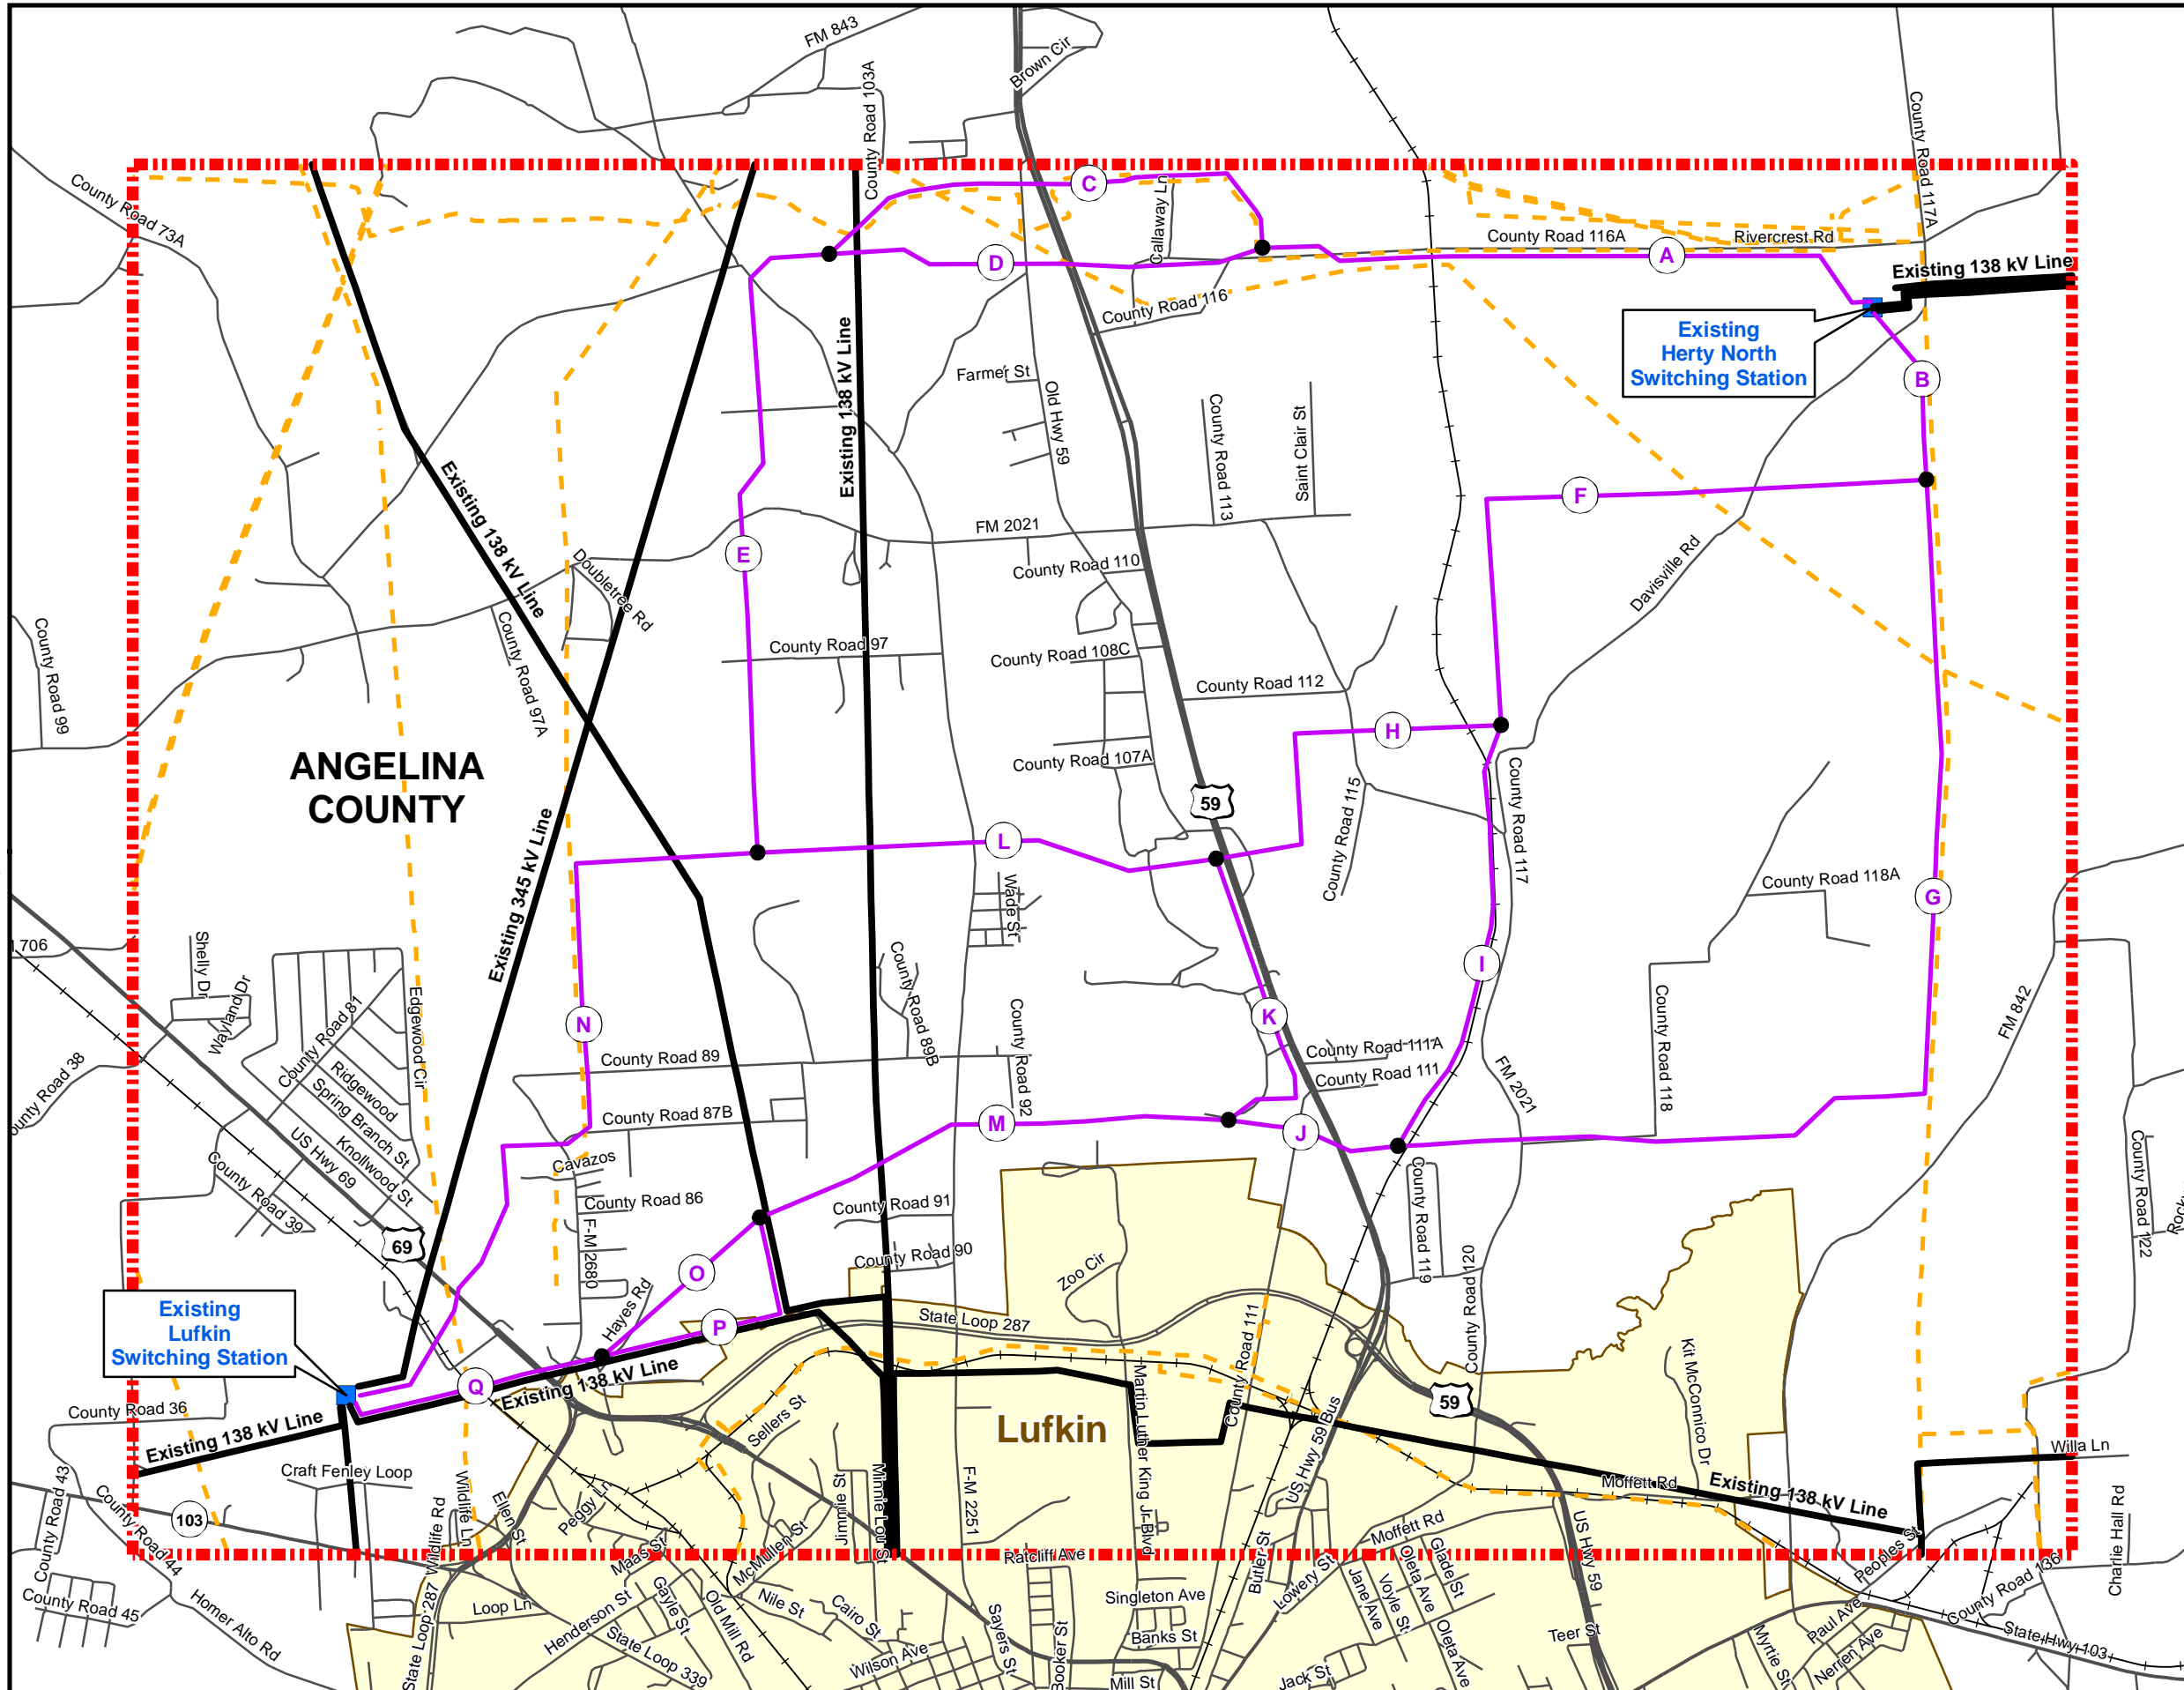 FM 843
Brown Cir
County Road 103A
County Road 117A
County Road 73A
C
Callaway Ln
County Road 116A
Rivercrest Rd
A
D
Existing 138 kV Line
County Road 116
Existing
Herty North
Switching Station
B
Existing 138 kV Line
Farmer St
Old Hwy 59
County Road 113
Saint Clair St
Existing 138 kV Line
F
FM 2021
E
County Road 110
Doubletree Rd
Davisville Rd
County Road 97A
County Road 99
County Road 97
County Road 108C
County Road 112
H
ANGELINA
COUNTY
County Road 107A
59
County Road 115
County Road 117
Existing 345 kV Line
L
Wade St
County Road 118A
G
1706
Shelly Dr
Wayland Dr
County Road 81
Edgewood Cir
County Road 89B
I
N
K
County Road 92
County Road 118
FM 842
ounty Road 38
Ridgewood
Spring Branch St
Knollwood St
County Road 89
County Road 111A
County Road 111
FM 2021
County Road 87B
M
J
US Hwy 69
County Road 39
Cavazos
County Road 86
County Road 91
County Road 119
County Road 122
Rock
69
F-M 2680
O
County Road 90
Zoo Cir
County Road 120
Existing
Lufkin
Switching Station
Hayes Rd
P
State Loop 287
County Road 111
Kit McConnico Dr
Q
Existing 138 kV Line
County Road 36
Existing 138 kV Line
Sellers St
Lufkin
Martin Luther King Jr Blvd
59
US Hwy 59 Bus
Willa Ln
Craft Fenley Loop
County Road 43
County Road 44
Wildlife Rd
Wildlife Ln
Ellen St
Peggy Ln
Jimmie St
Minnie Lou St
F-M 2251
Moffett Rd
Existing 138 kV Line
103
Maas St
McMullen St
Ratcliff Ave
Butler St
Lowery St
Moffett Rd
Oleta Ave
Glade St
US Hwy 59
Peoples St
County Road 136
Charlie Hall Rd
County Road 45
Homer Alto Rd
State Loop 287
Loop Ln
Henderson St
Gayle St
Old Mill Rd
Nile St
Cairo St
Singleton Ave
Jane Ave
Voyle St
State Loop 339
Wilson Ave
Sayers St
Booker St
Banks St
Mill St
Jack St
Oleta Ave
Teer St
Myrtle St
Paul Ave
Nerren Ave
State Hwy 103